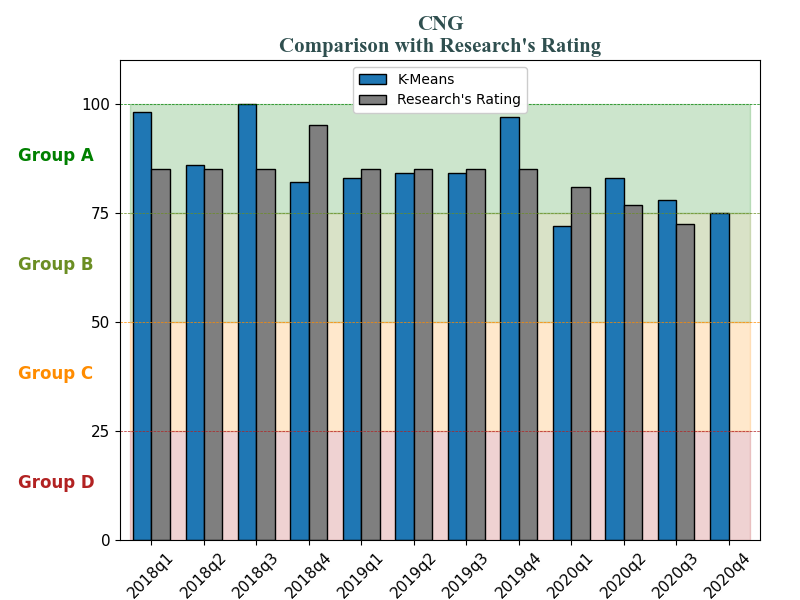 CNG
Comparison with Research's Rating
K-Means
Research's Rating
100
75
50
25
0
Group A
Group B
Group C
Group D
2018q1
2018q2
2018q3
2018q4
2019q1
2019q2
2019q3
2019q4
2020q1
2020q2
2020q3
2020q4